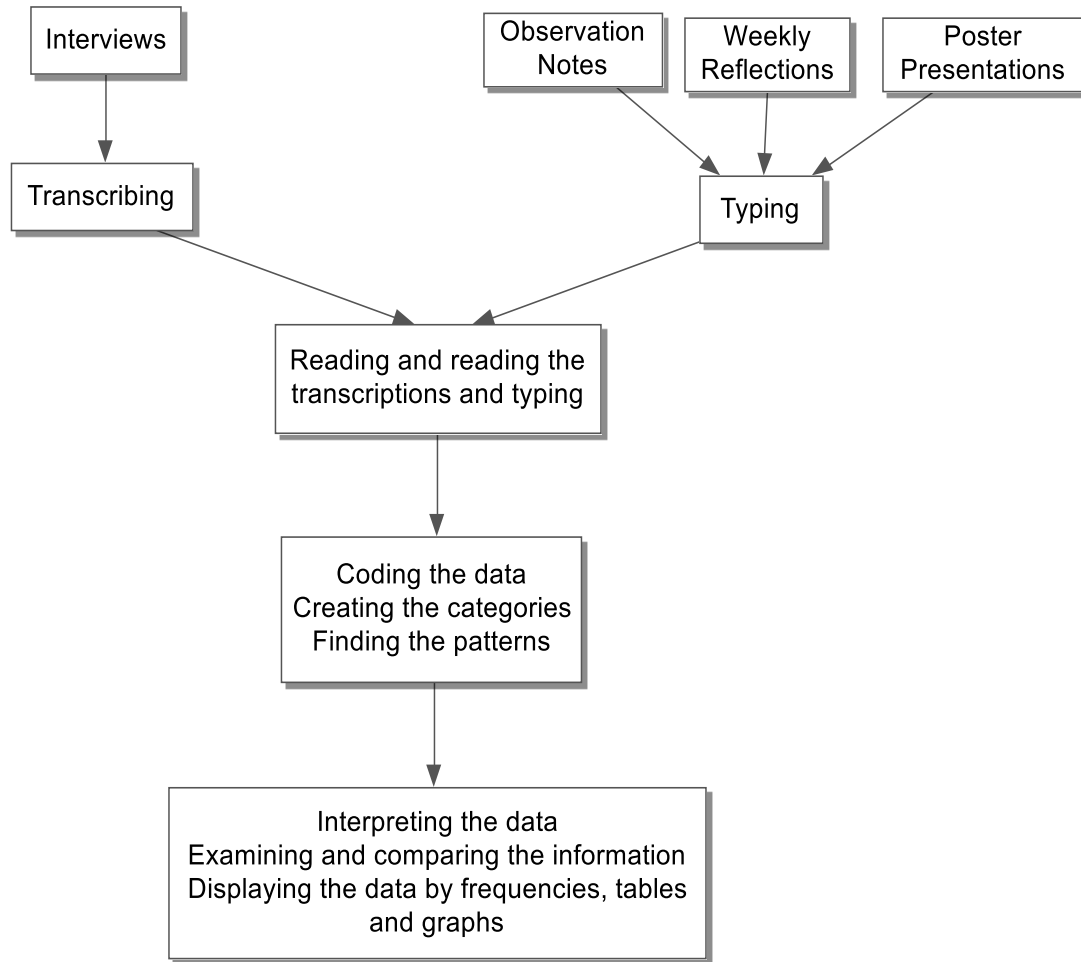 Interviews
Observation
Notes
Weekly
Reflections
Poster
Presentations
Transcribing
Typing
Reading and reading the
transcriptions and typing
Coding the data
Creating the categories
Finding the patterns
Interpreting the data
Examining and comparing the information
Displaying the data by frequencies, tables
and graphs